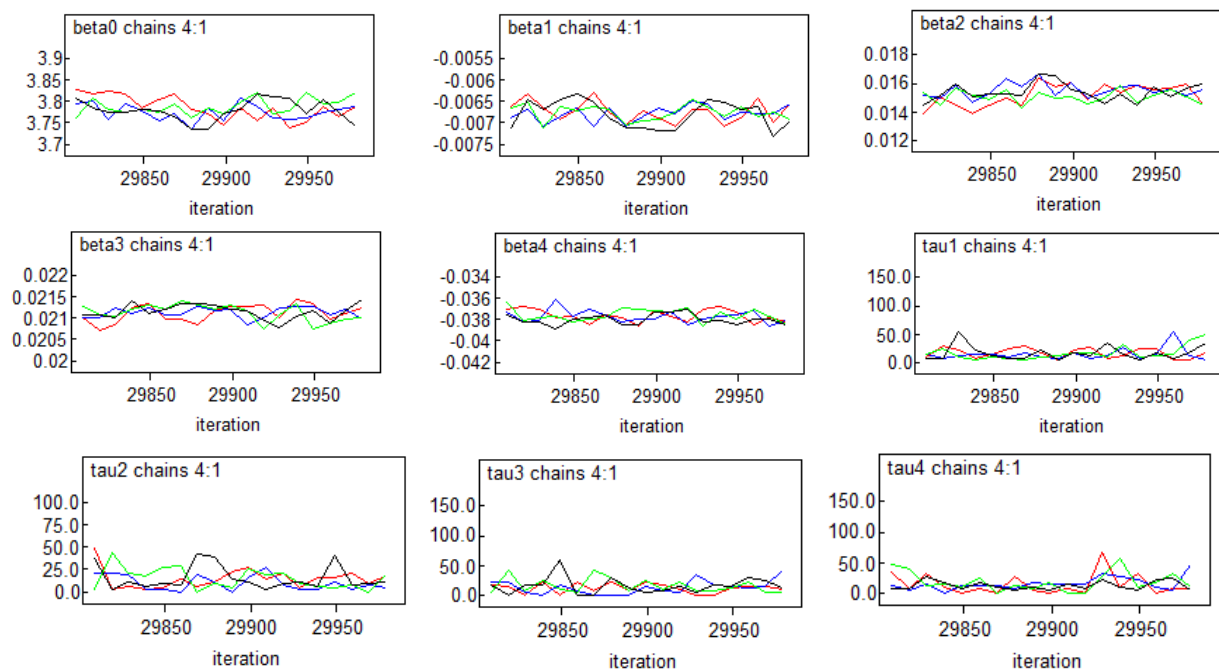 beta0 chains 4:1
3.9
3.8
3.75
3.7
29850 29900 29950
iteration
beta1 chains 4:1
-0.0055
-0.006
-0.0065
-0.007
-0.0075
29850 29900 29950
iteration
beta2 chains 4:1
0.018
0.016
0.014
0.012
29850 29900 29950
iteration
beta3 chains 4:1
0.022
0.0215
0.021
0.0205
0.02
29850 29900 29950
iteration
beta4 chains 4:1
-0.034
-0.036
-0.038
-0.04
-0.042
29850 29900 29950
iteration
tau1 chains 4:1
150.0
100.0
50.0
0.0
29850 29900 29950
iteration
tau2 chains 4:1
100.0
75.0
50.0
25.0
0.0
29850 29900 29950
iteration
tau3 chains 4:1
150.0
100.0
50.0
0.0
29850 29900 29950
iteration
tau4 chains 4:1
150.0
100.0
50.0
0.0
29850 29900 29950
iteration